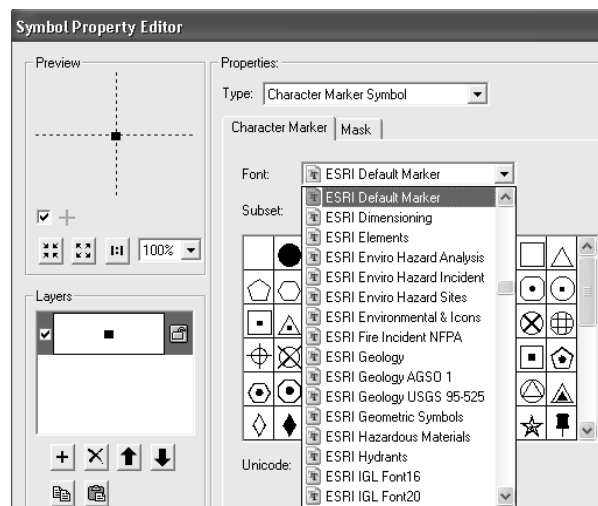 Symbol Property Editor
Preview
Properties:
Type: Character Marker Symbol
Character Marker Mask
Font: ESRI Default Marker
Subset:
ESRI Default Marker
ESRI Dimensioning
ESRI Elements
ESRI Enviro Hazard Analysis
ESRI Enviro Hazard Incident
ESRI Enviro Hazard Sites
ESRI Environmental & Icons
ESRI Fire Incident NFPA
ESRI Geology
ESRI Geology AGSO 1
ESRI Geology USGS 95-525
ESRI Geometric Symbols
ESRI Hazardous Materials
ESRI Hydrants
ESRI IGL Font16
ESRI IGL Font20
1:1 100%
Layers
Unicode: